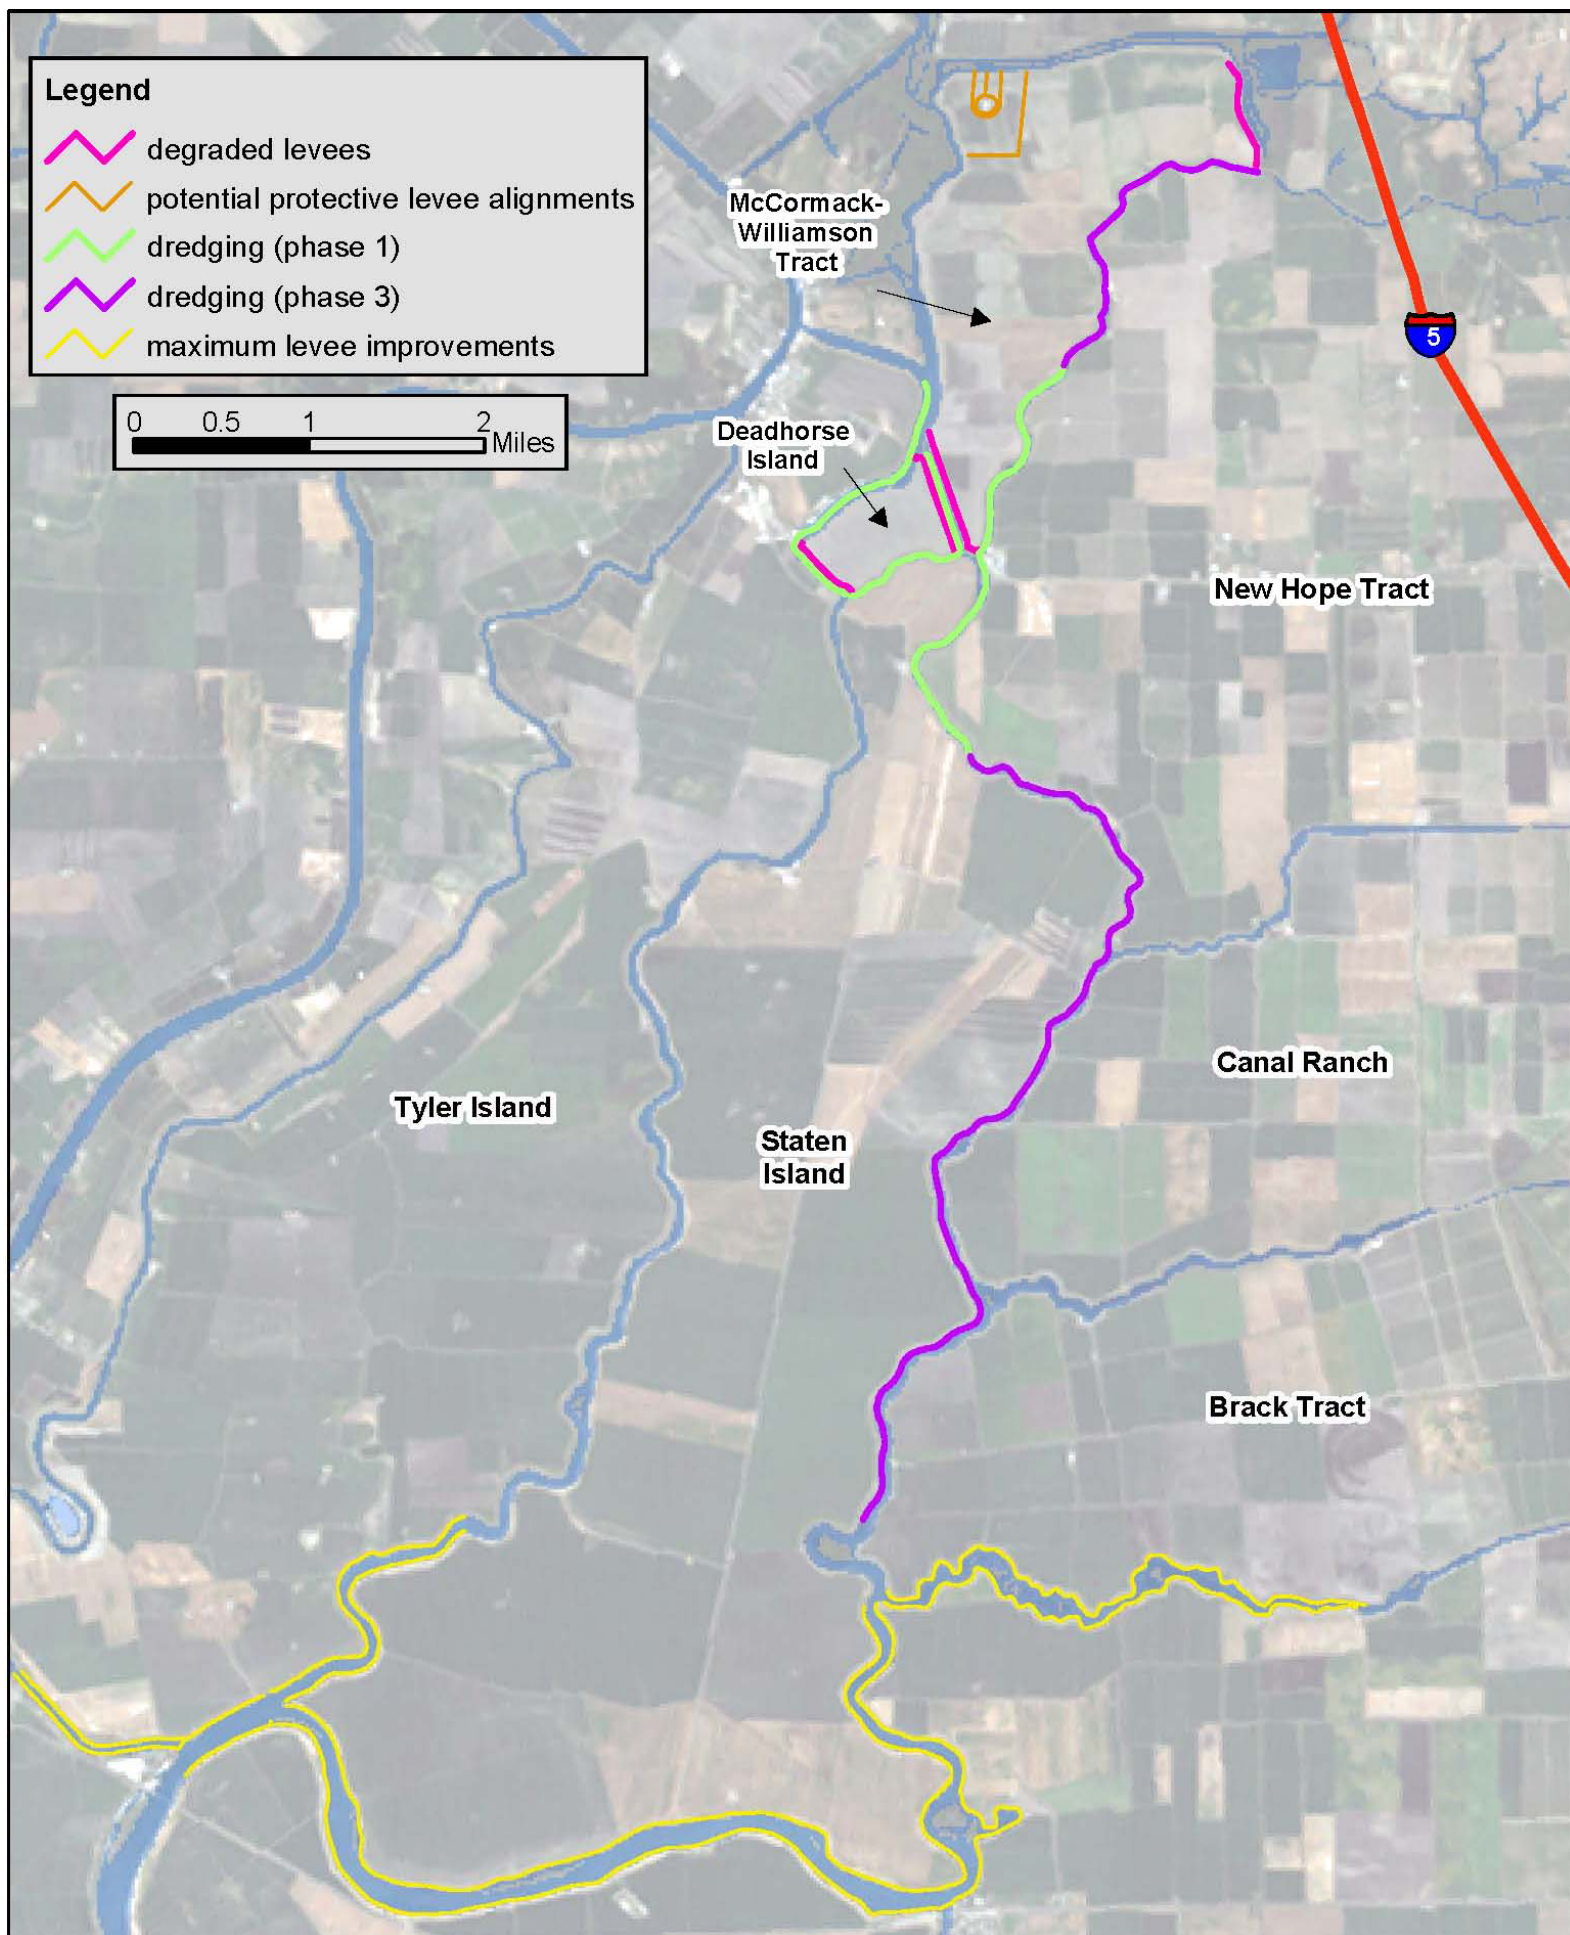 Legend
degraded levees
potential protective levee alignments
dredging (phase 1)
dredging (phase 3)
maximum levee improvements
0 0.5 1 2
Miles
McCormack-
Williamson
Tract
5
Deadhorse
Island
New Hope Tract
Canal Ranch
Tyler Island
Staten
Island
Brack Tract